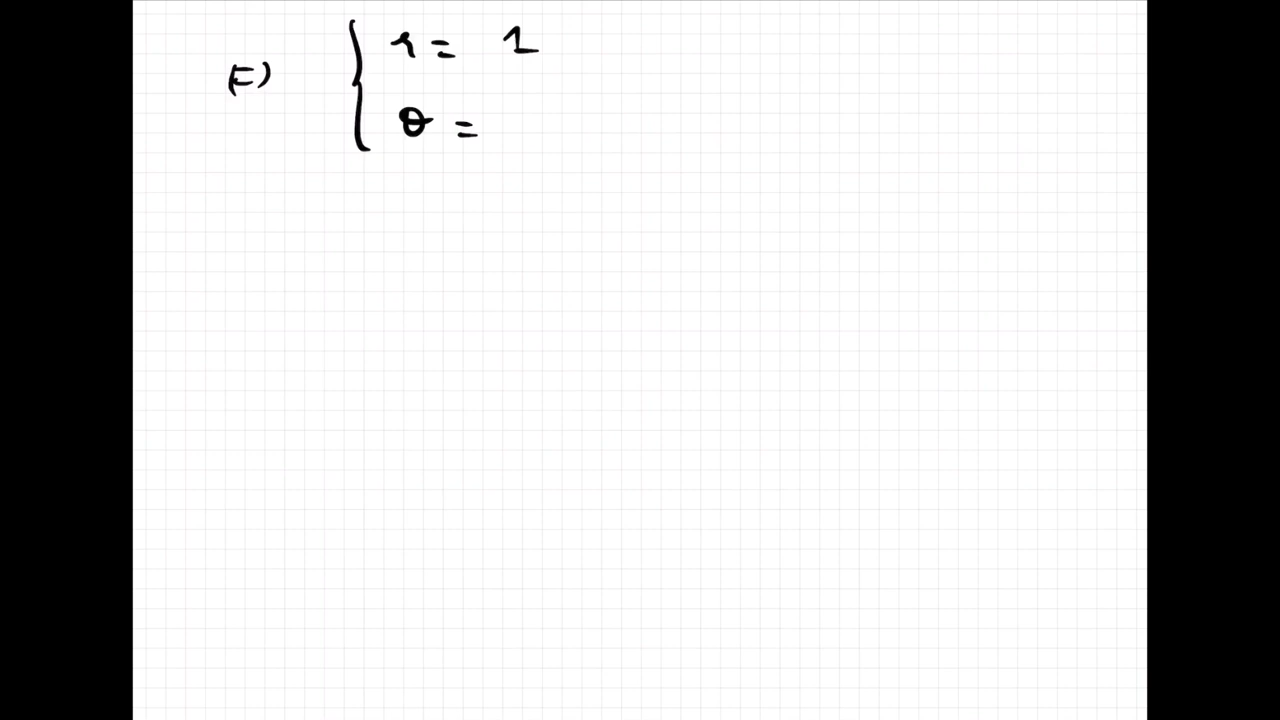 (E) { r = 1
θ =